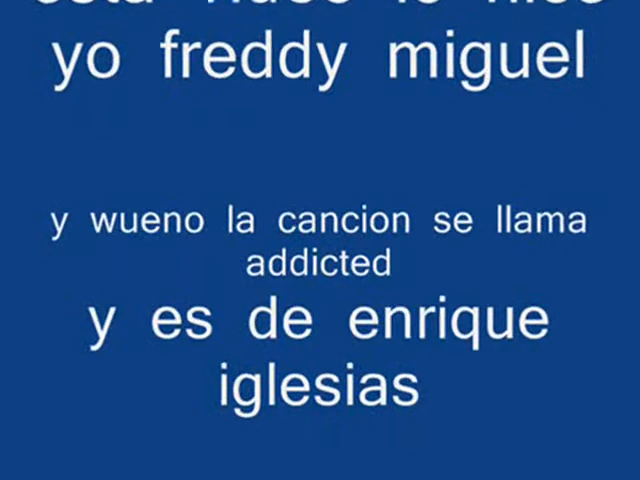 yo freddy miguel
y wueno la cancion se llama
addicted
y es de enrique
iglesias